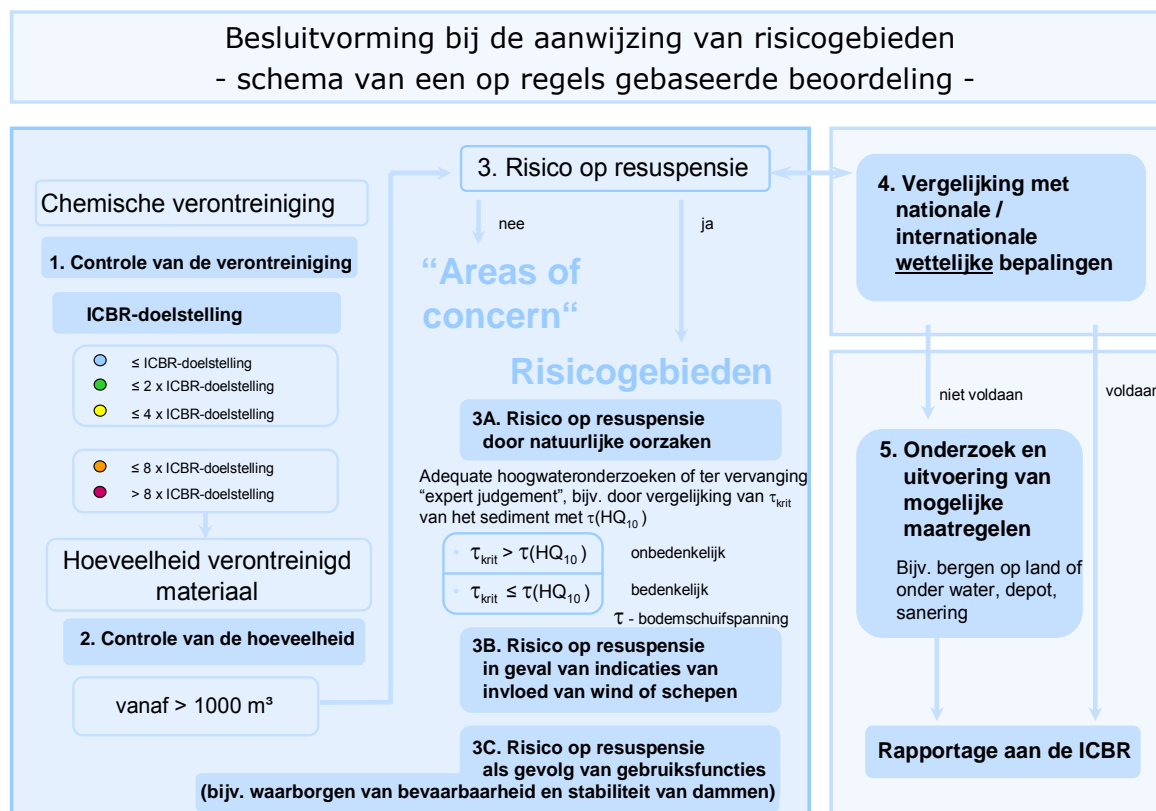 Besluitvorming bij de aanwijzing van risicogebieden
- schema van een op regels gebaseerde beoordeling -
Chemische verontreiniging
1. Controle van de verontreiniging
ICBR-doelstelling
≤ ICBR-doelstelling
≤ 2 x ICBR-doelstelling
≤ 4 x ICBR-doelstelling
≤ 8 x ICBR-doelstelling
> 8 x ICBR-doelstelling
Hoeveelheid verontreinigd
materiaal
2. Controle van de hoeveelheid
vanaf > 1000 m³
3. Risico op resuspensie
nee
ja
“Areas of
concern“
Risicogebieden
3A. Risico op resuspensie
door natuurlijke oorzaken
Adequate hoogwateronderzoeken of ter vervanging
“expert judgement”, bijv. door vergelijking van τkrit
van het sediment met τ(HQ10)
· τkrit > τ(HQ10) onbedenkelijk
· τkrit ≤ τ(HQ10) bedenkelijk
τ - bodemschuifspanning
3B. Risico op resuspensie
in geval van indicaties van
invloed van wind of schepen
3C. Risico op resuspensie
als gevolg van gebruiksfuncties
(bijv. waarborgen van bevaarbaarheid en stabiliteit van dammen)
4. Vergelijking met
nationale /
internationale
wettelijke bepalingen
niet voldaan
voldaan
5. Onderzoek en
uitvoering van
mogelijke
maatregelen
Bijv. bergen op land of
onder water, depot,
sanering
Rapportage aan de ICBR